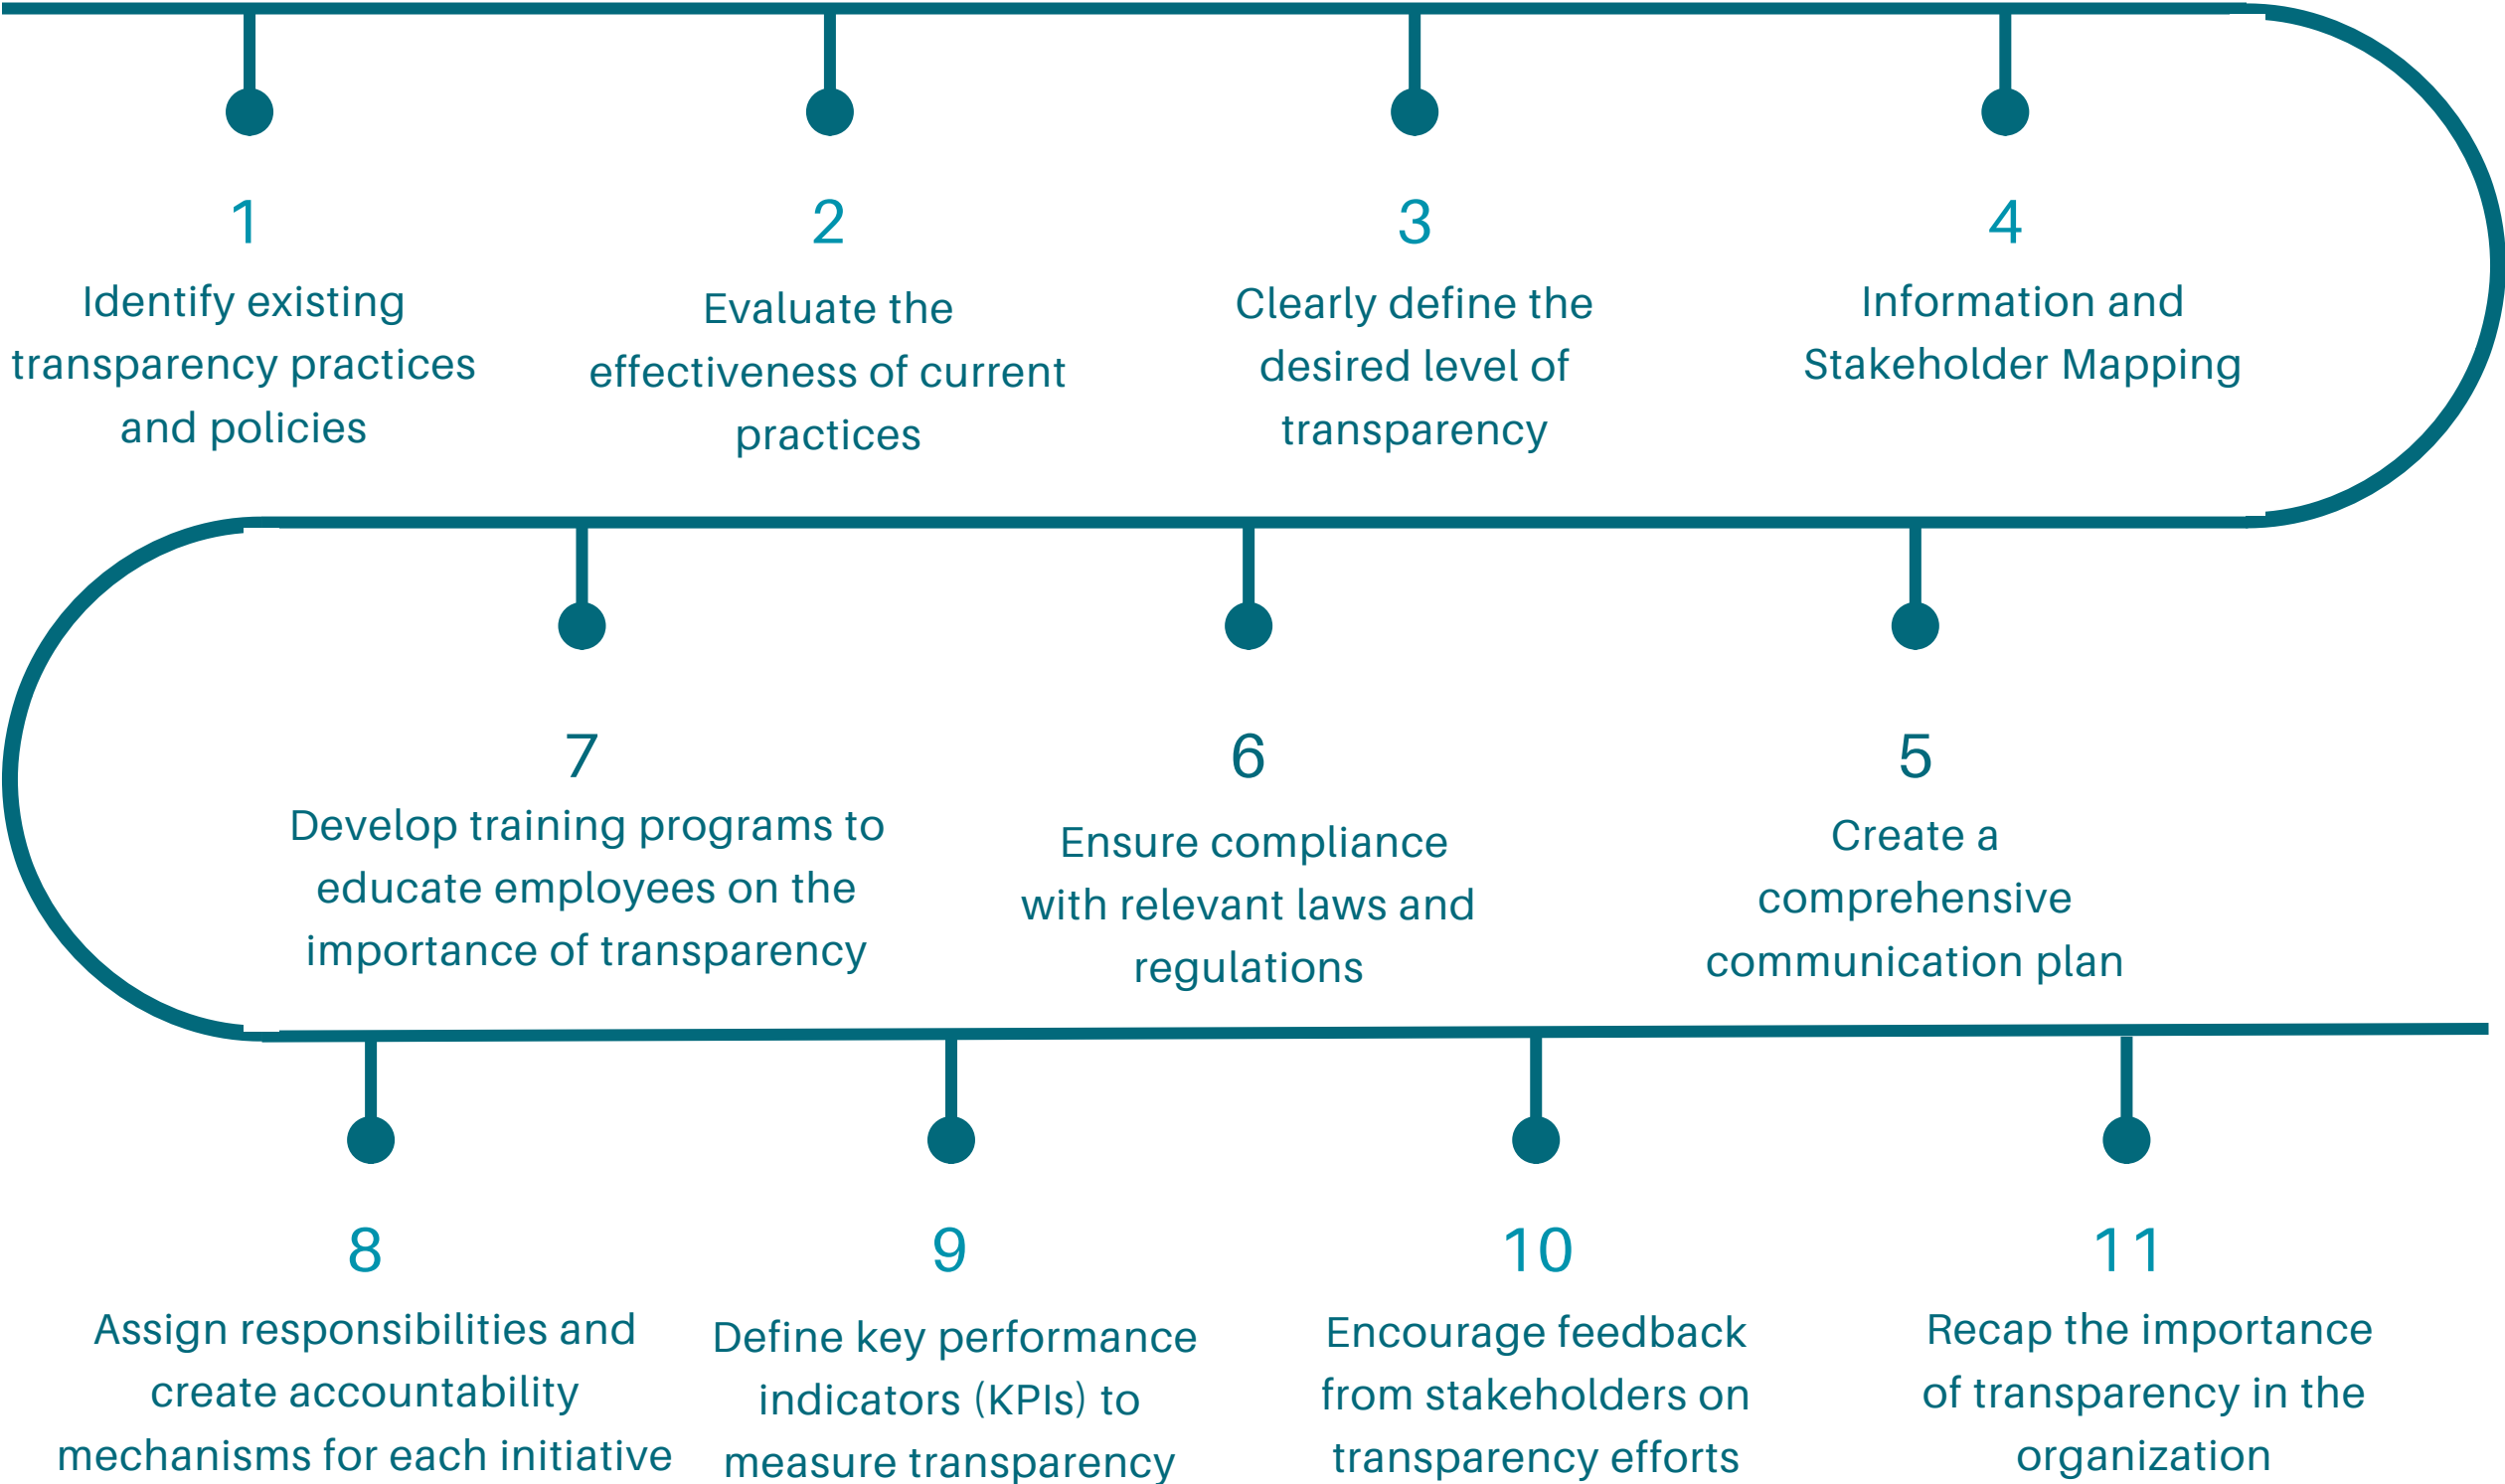 1
Identify existing
transparency practices
and policies
2
Evaluate the
effectiveness of current
practices
3
Clearly define the
desired level of
transparency
4
Information and
Stakeholder Mapping
7
Develop training programs to
educate employees on the
importance of transparency
6
Ensure compliance
with relevant laws and
regulations
5
Create a
comprehensive
communication plan
8
Assign responsibilities and
create accountability
mechanisms for each initiative
9
Define key performance
indicators (KPIs) to
measure transparency
10
Encourage feedback
from stakeholders on
transparency efforts
11
Recap the importance
of transparency in the
organization